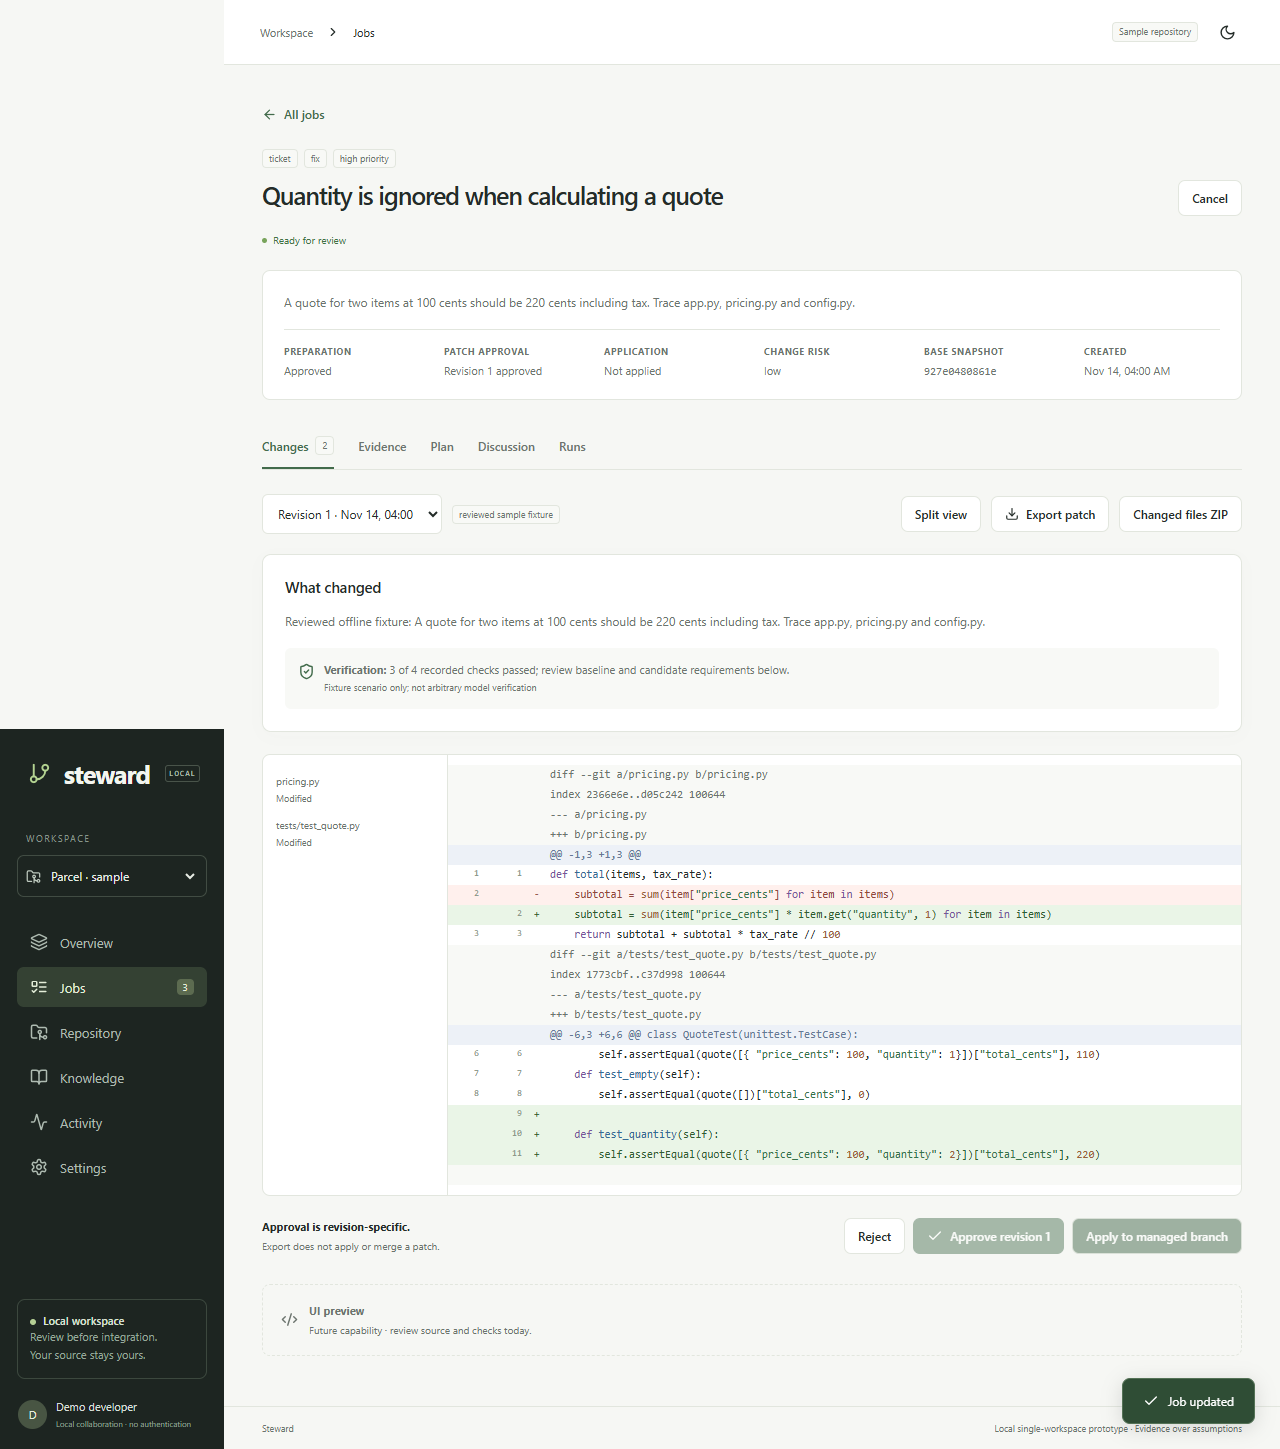 Workspace > Jobs
Sample repository
All jobs
ticket fix high priority
Quantity is ignored when calculating a quote
Cancel
Ready for review
A quote for two items at 100 cents should be 220 cents including tax. Trace app.py, pricing.py and config.py.
PREPARATION PATCH APPROVAL APPLICATION CHANGE RISK BASE SNAPSHOT CREATED
Approved Revision 1 approved Not applied low 927e0480861e Nov 14, 04:00 AM
Changes 2 Evidence Plan Discussion Runs
Revision 1 · Nov 14, 04:00 reviewed sample fixture Split view Export patch Changed files ZIP
What changed
Reviewed offline fixture: A quote for two items at 100 cents should be 220 cents including tax. Trace app.py, pricing.py and config.py.
Verification: 3 of 4 recorded checks passed; review baseline and candidate requirements below.
Fixture scenario only; not arbitrary model verification
pricing.py
Modified
tests/test_quote.py
Modified
diff --git a/pricing.py b/pricing.py
index 2366e6e..d05c242 100644
--- a/pricing.py
+++ b/pricing.py
@@ -1,3 +1,3 @@
1 1 def total(items, tax_rate):
2 - subtotal = sum(item["price_cents"] for item in items)
2 + subtotal = sum(item["price_cents"] * item.get("quantity", 1) for item in items)
3 3 return subtotal + subtotal * tax_rate // 100
diff --git a/tests/test_quote.py b/tests/test_quote.py
index 1773cbf..c37d998 100644
--- a/tests/test_quote.py
+++ b/tests/test_quote.py
@@ -6,3 +6,6 @@ class QuoteTest(unittest.TestCase):
6 6 self.assertEqual(quote([{ "price_cents": 100, "quantity": 1}])["total_cents"], 110)
7 7 def test_empty(self):
8 8 self.assertEqual(quote([])["total_cents"], 0)
9 +
10 + def test_quantity(self):
11 + self.assertEqual(quote([{ "price_cents": 100, "quantity": 2}])["total_cents"], 220)
Approval is revision-specific.
Export does not apply or merge a patch.
Reject Approve revision 1 Apply to managed branch
UI preview
Future capability · review source and checks today.
Job updated
Steward
Local single-workspace prototype · Evidence over assumptions
steward LOCAL
WORKSPACE
Parcel · sample
Overview
Jobs 3
Repository
Knowledge
Activity
Settings
Local workspace
Review before integration.
Your source stays yours.
D
Demo developer
Local collaboration · no authentication